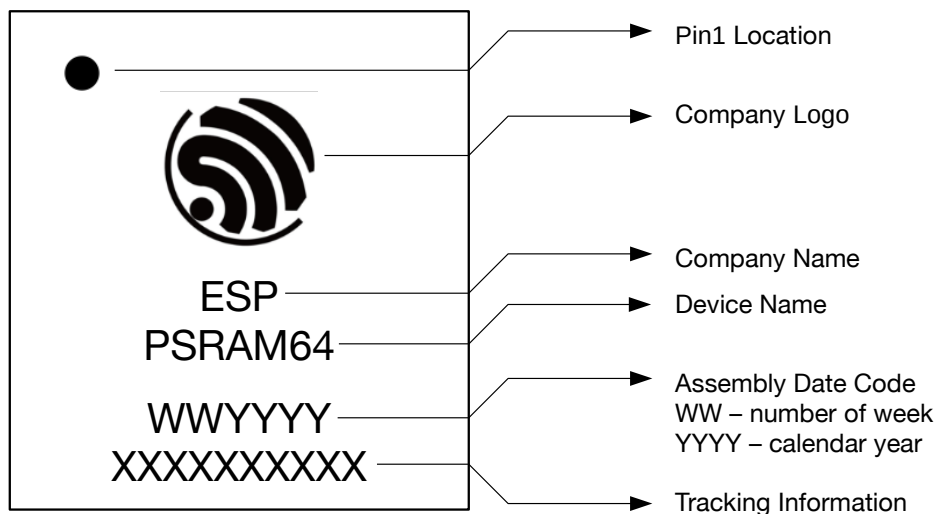 Pin1 Location
Company Logo
ESP
Company Name
PSRAM64
Device Name
WWYYYY
Assembly Date Code
WW – number of week
YYYY – calendar year
XXXXXXXXXX
Tracking Information